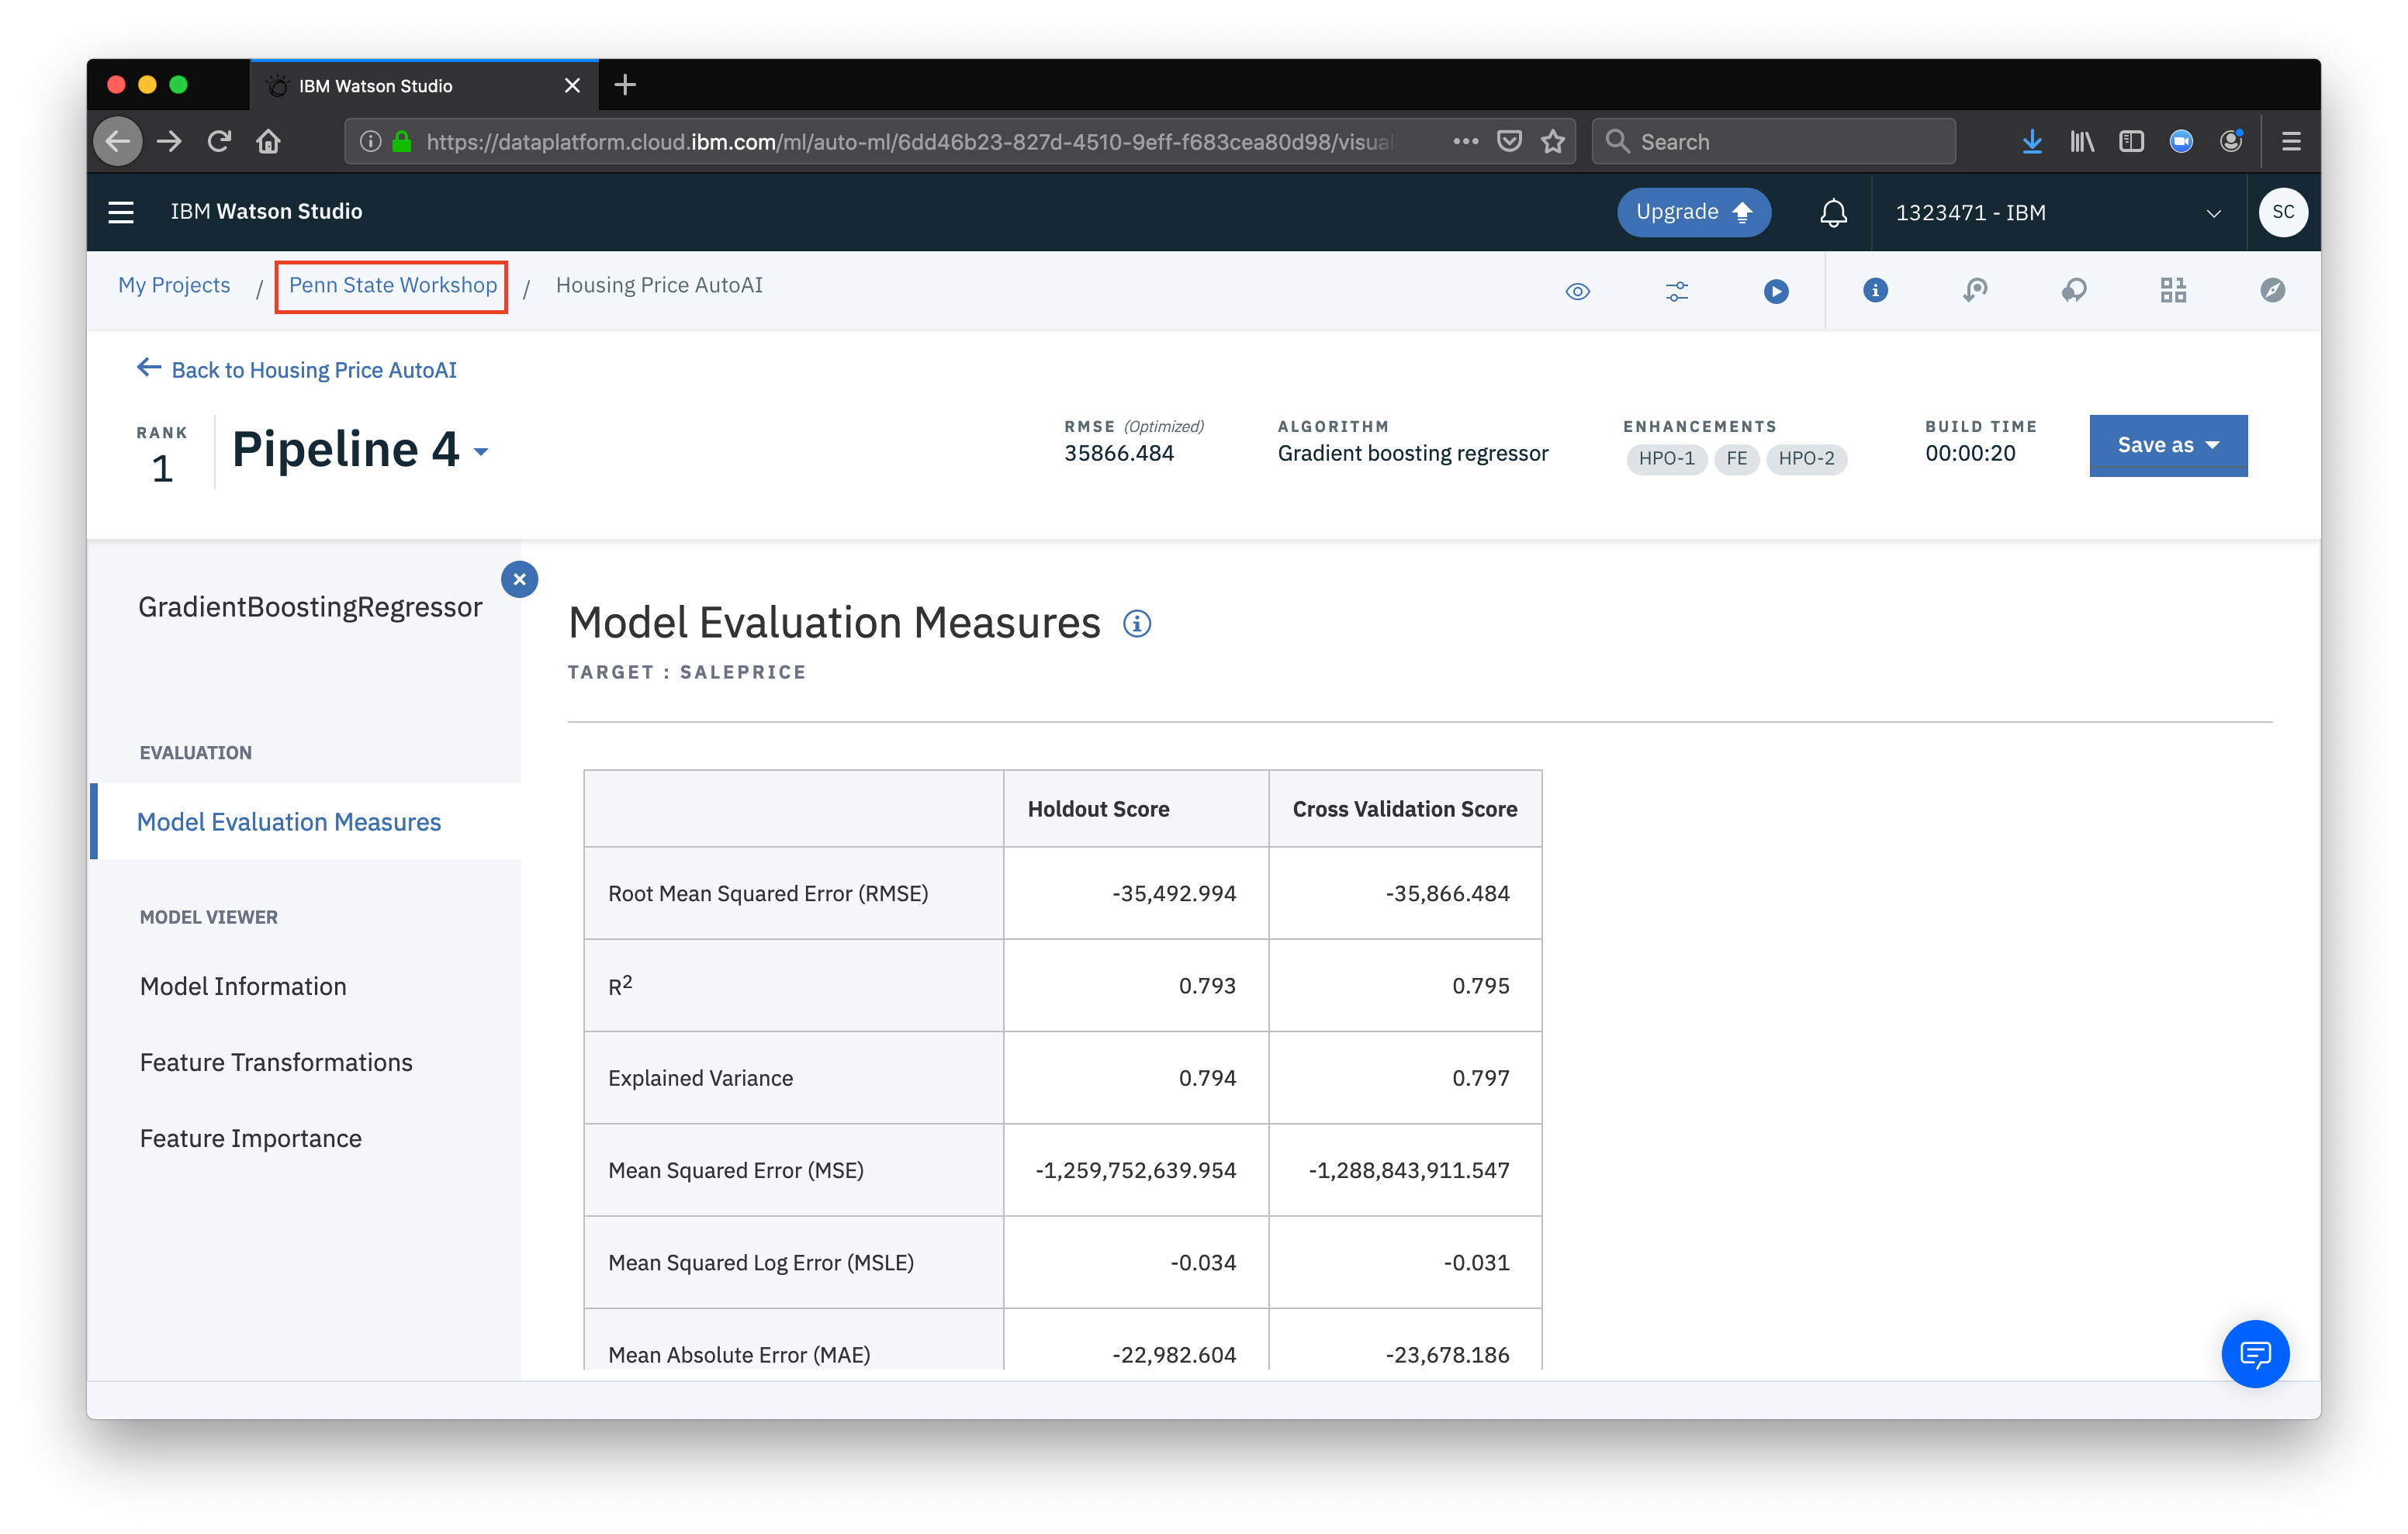 IBM Watson Studio
https://dataplatform.cloud.ibm.com/ml/auto-ml/6dd46b23-827d-4510-9eff-f683cea80d98/visual
Search
IBM Watson Studio
Upgrade
1323471 - IBM
SC
My Projects / Penn State Workshop / Housing Price AutoAI
Back to Housing Price AutoAI
RANK
1
Pipeline 4
RMSE (Optimized)
35866.484
ALGORITHM
Gradient boosting regressor
ENHANCEMENTS
HPO-1 FE HPO-2
BUILD TIME
00:00:20
Save as
GradientBoostingRegressor
EVALUATION
Model Evaluation Measures
MODEL VIEWER
Model Information
Feature Transformations
Feature Importance
Model Evaluation Measures
TARGET : SALEPRICE
Holdout Score Cross Validation Score
Root Mean Squared Error (RMSE) -35,492.994 -35,866.484
R² 0.793 0.795
Explained Variance 0.794 0.797
Mean Squared Error (MSE) -1,259,752,639.954 -1,288,843,911.547
Mean Squared Log Error (MSLE) -0.034 -0.031
Mean Absolute Error (MAE) -22,982.604 -23,678.186